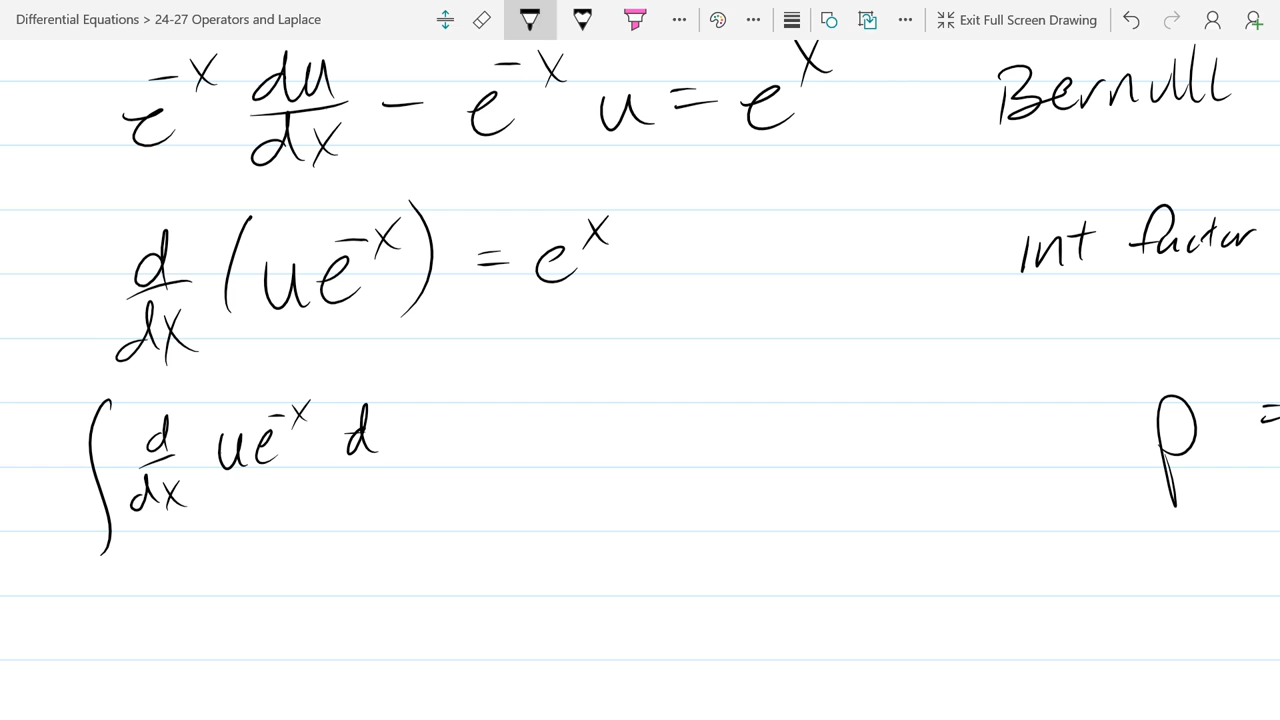 Differential Equations > 24-27 Operators and Laplace
Exit Full Screen Drawing
e^{-x} du/dx - e^{-x} u = e^x
Bernull
d/dx (ue^{-x}) = e^x
Int factor
∫ d/dx ue^{-x} d
ρ =